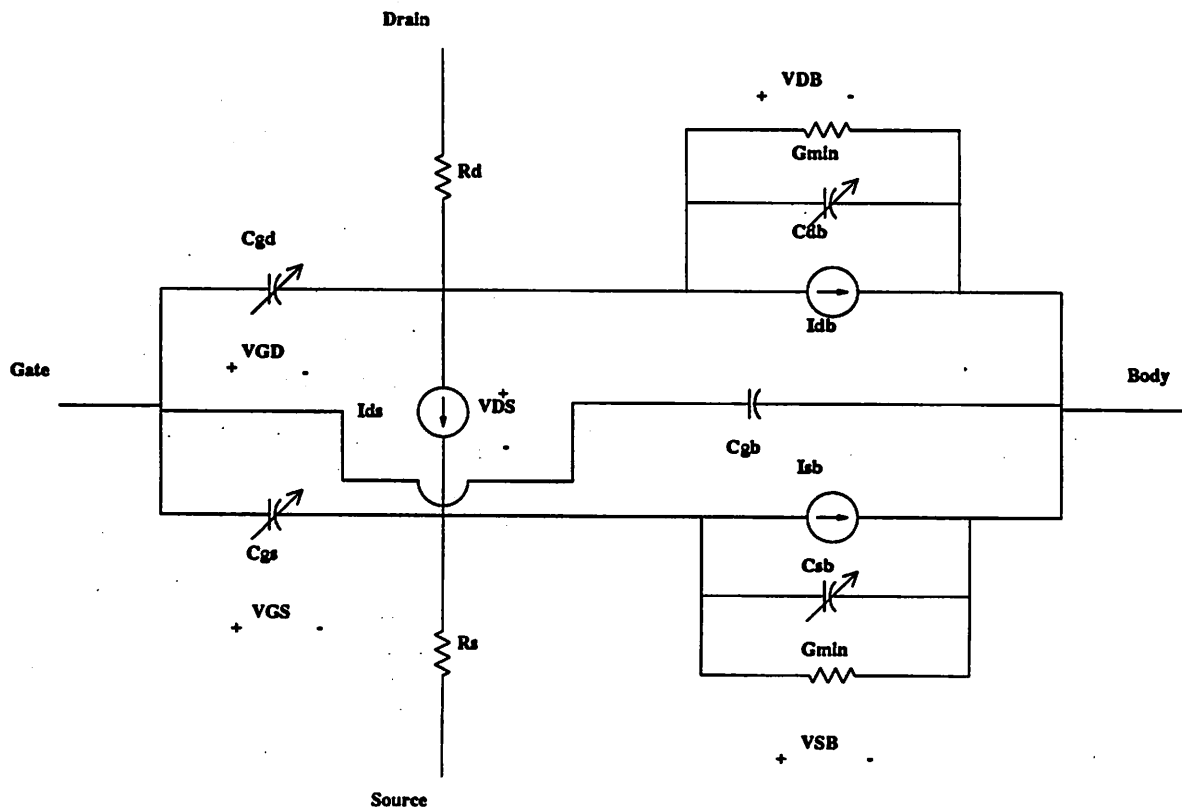 Drain
VDB
+ -
Gmin
Rd
Cdb
Cgd
Idb
VGD
+ -
Gate
Body
Ids
VDS
+
-
Cgb
Isb
Cgs
Csb
VGS
+ -
Rs
Gmin
VSB
+ -
Source